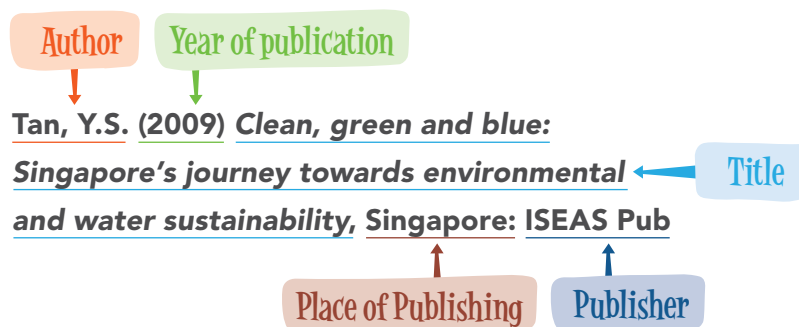 Author Year of publication
Tan, Y.S. (2009) Clean, green and blue:
Singapore's journey towards environmental
Title
and water sustainability, Singapore: ISEAS Pub
Place of Publishing Publisher